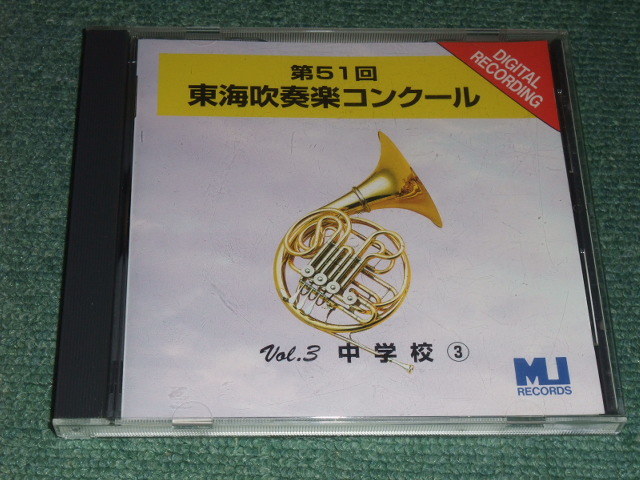 第51回
東海吹奏楽コンクール
DIGITAL
RECORDING
Vol.3 中学校 ③
MU
RECORDS